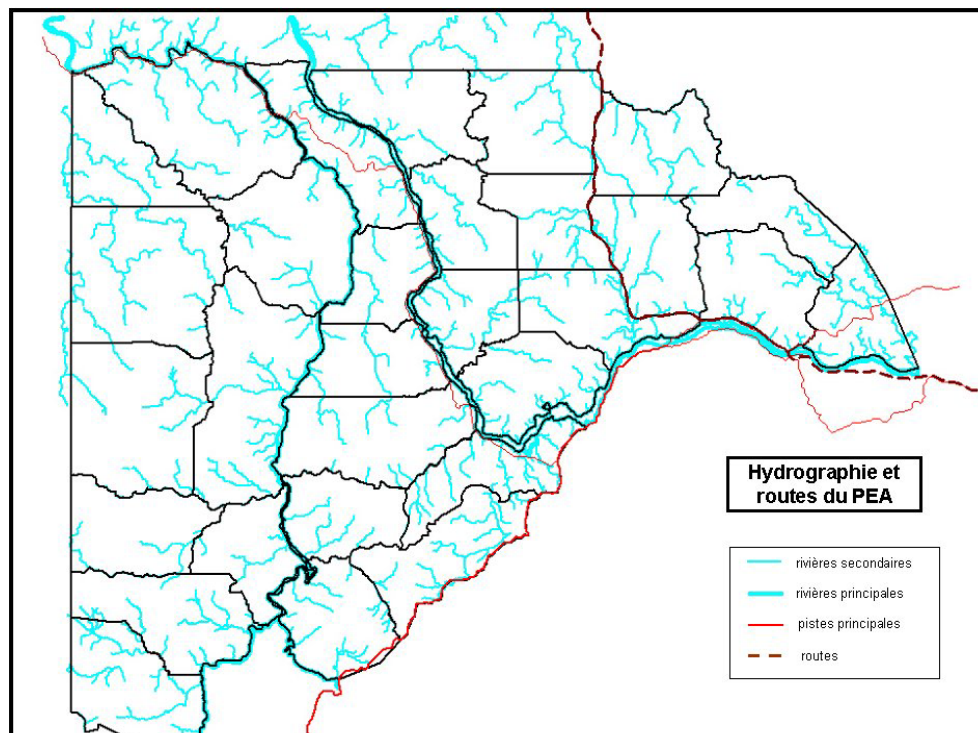 Hydrographie et
routes du PEA
rivières secondaires
rivières principales
pistes principales
routes